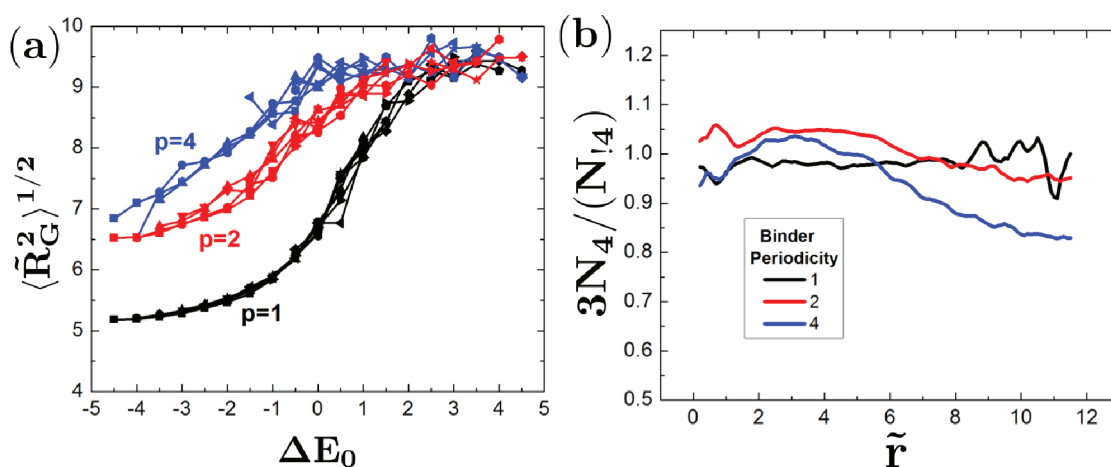 (a)
⟨R̃²_G⟩^1/2
10
9
8
7
6
5
4
p=4
p=2
p=1
-5 -4 -3 -2 -1 0 1 2 3 4 5
ΔE₀
(b)
3N₄/(N_!4)
1.2
1.1
1.0
0.9
0.8
0.7
0.6
0.5
Binder
Periodicity
1
2
4
0 2 4 6 8 10 12
r̃